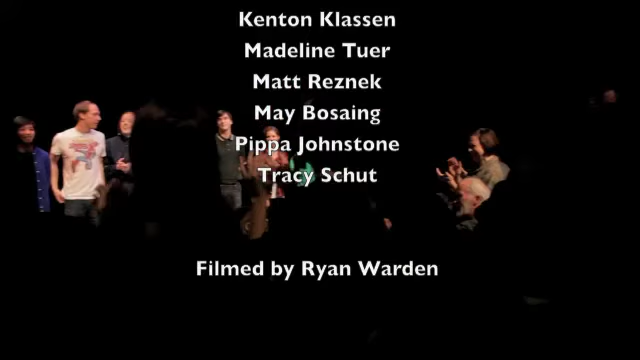 Kenton Klassen
Madeline Tuer
Matt Reznek
May Bosaing
Pippa Johnstone
Tracy Schut
Filmed by Ryan Warden